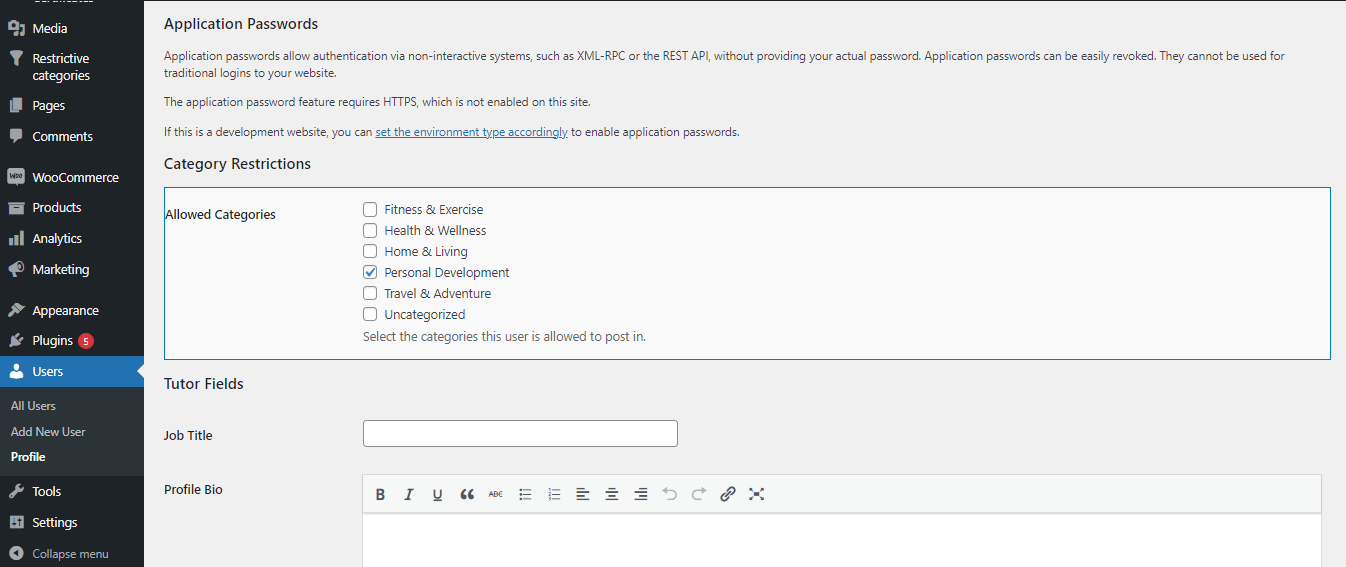 Media
Restrictive
categories
Pages
Comments
WooCommerce
Products
Analytics
Marketing
Appearance
Plugins 5
Users
All Users
Add New User
Profile
Tools
Settings
Collapse menu
Application Passwords
Application passwords allow authentication via non-interactive systems, such as XML-RPC or the REST API, without providing your actual password. Application passwords can be easily revoked. They cannot be used for
traditional logins to your website.
The application password feature requires HTTPS, which is not enabled on this site.
If this is a development website, you can set the environment type accordingly to enable application passwords.
Category Restrictions
Allowed Categories
Fitness & Exercise
Health & Wellness
Home & Living
Personal Development
Travel & Adventure
Uncategorized
Select the categories this user is allowed to post in.
Tutor Fields
Job Title
Profile Bio
B I U ABC